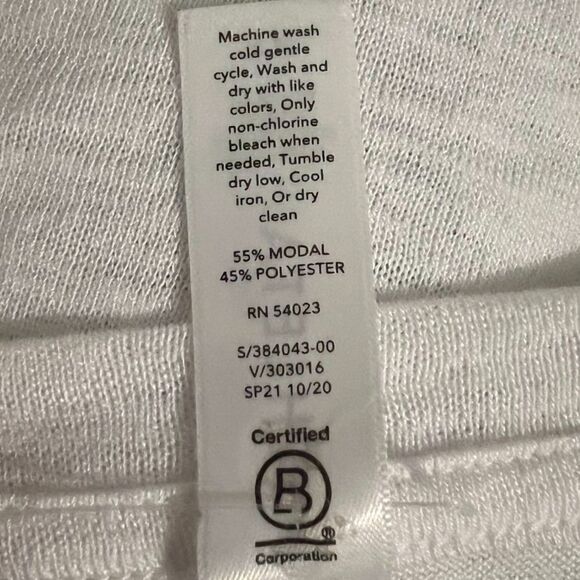 Machine wash
cold gentle
cycle, Wash and
dry with like
colors, Only
non-chlorine
bleach when
needed, Tumble
dry low, Cool
iron, Or dry
clean
55% MODAL
45% POLYESTER
RN 54023
S/384043-00
V/303016
SP21 10/20
Certified
B
®
Corporation